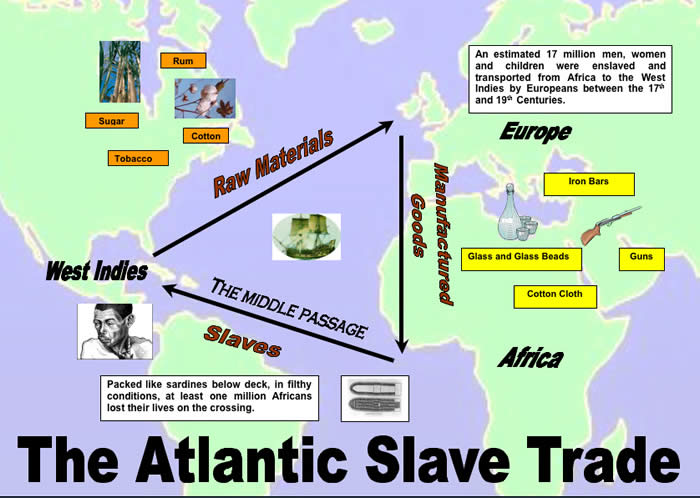 Rum
An estimated 17 million men, women
and children were enslaved and
transported from Africa to the West
Indies by Europeans between the 17th
and 19th Centuries.
Sugar
Cotton
Tobacco
Europe
Raw Materials
Manufactured
Goods
Iron Bars
Glass and Glass Beads
Guns
Cotton Cloth
West Indies
THE MIDDLE PASSAGE
Slaves
Africa
Packed like sardines below deck, in filthy
conditions, at least one million Africans
lost their lives on the crossing.
The Atlantic Slave Trade